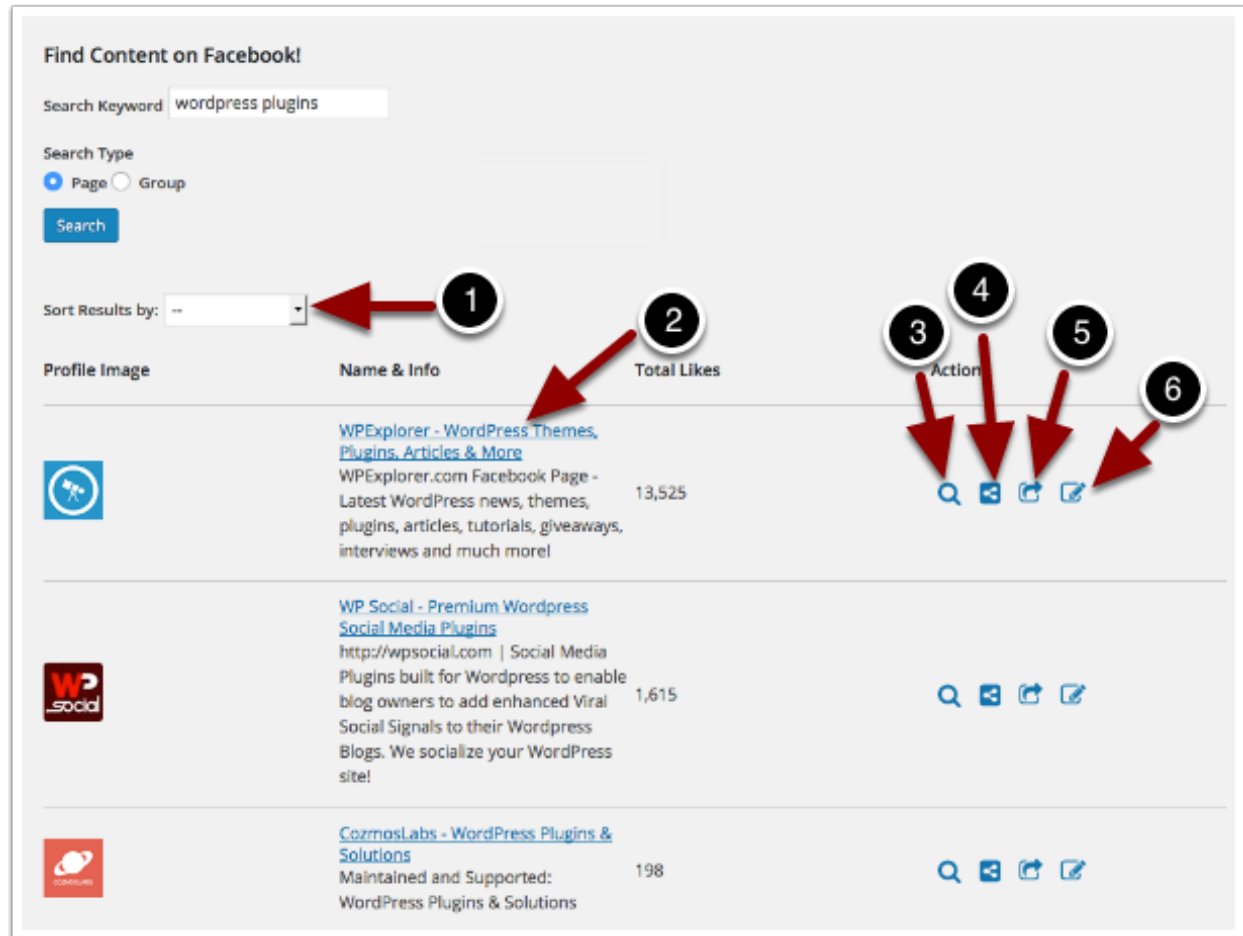 Find Content on Facebook!
Search Keyword wordpress plugins
Search Type
Page Group
Search
1
Sort Results by: --
2
3
4
5
6
Profile Image Name & Info Total Likes Action
WPExplorer - WordPress Themes,
Plugins, Articles & More
WPExplorer.com Facebook Page -
Latest WordPress news, themes,
plugins, articles, tutorials, giveaways,
interviews and much more!
13,525
WP Social - Premium Wordpress
Social Media Plugins
http://wpsocial.com | Social Media
Plugins built for Wordpress to enable
blog owners to add enhanced Viral
Social Signals to their Wordpress
Blogs. We socialize your WordPress
site!
1,615
WP
social
CozmosLabs - WordPress Plugins &
Solutions
Maintained and Supported:
WordPress Plugins & Solutions
198
COZMOSLABS